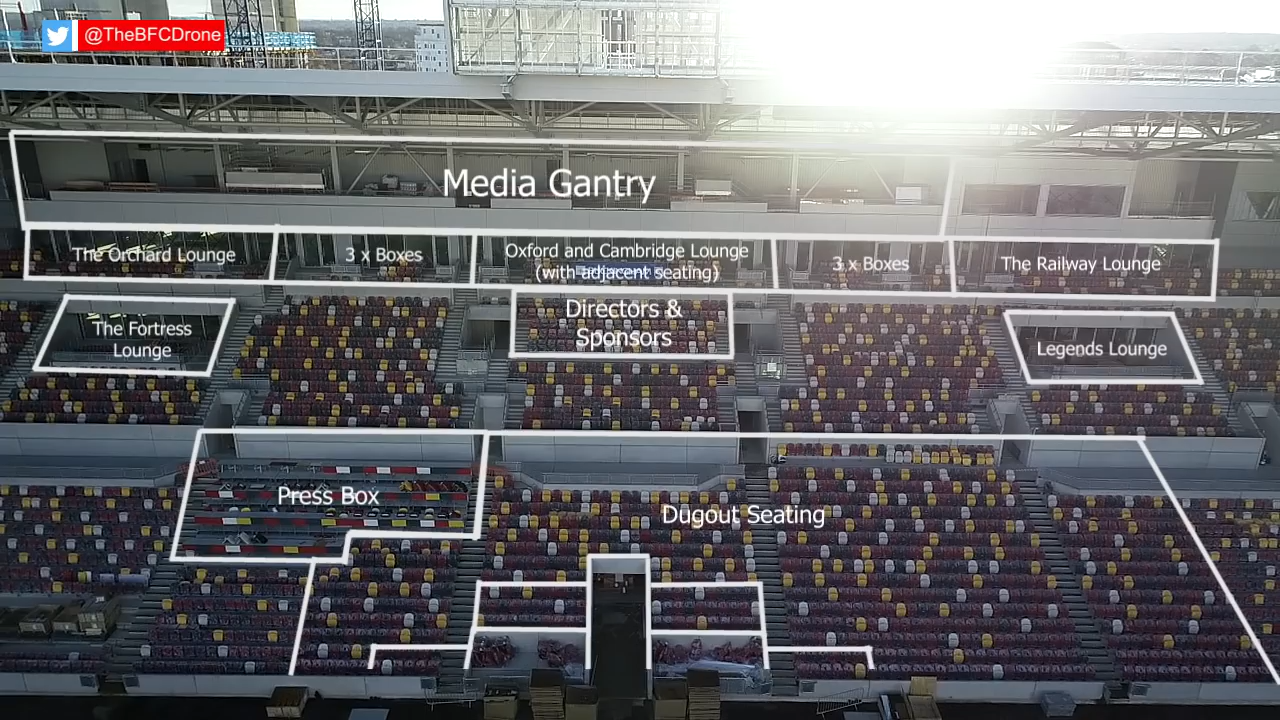 @TheBFCDrone
Media Gantry
The Orchard Lounge
3 x Boxes
Oxford and Cambridge Lounge
(with adjacent seating)
3 x Boxes
The Railway Lounge
Directors &
Sponsors
The Fortress
Lounge
Legends Lounge
Press Box
Dugout Seating